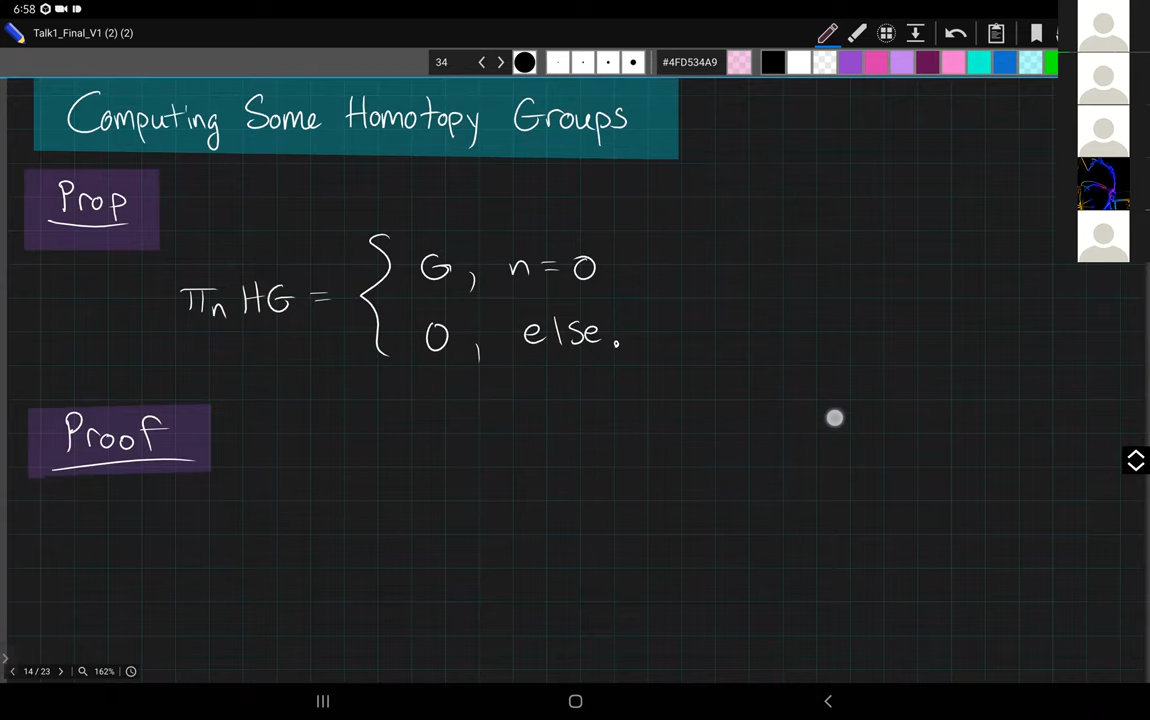 6:58
Talk1_Final_V1 (2) (2)
34
#4FD534A9
Computing Some Homotopy Groups
Prop
πn HG = { G, n = 0
0, else.
Proof
14 / 23
162%